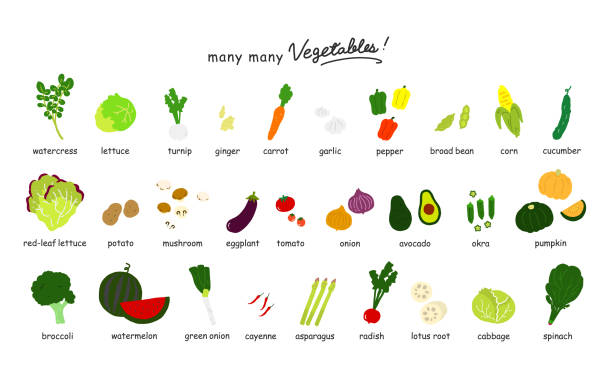 many many Vegetables!
watercress lettuce turnip ginger carrot garlic pepper broad bean corn cucumber
red-leaf lettuce potato mushroom eggplant tomato onion avocado okra pumpkin
broccoli watermelon green onion cayenne asparagus radish lotus root cabbage spinach